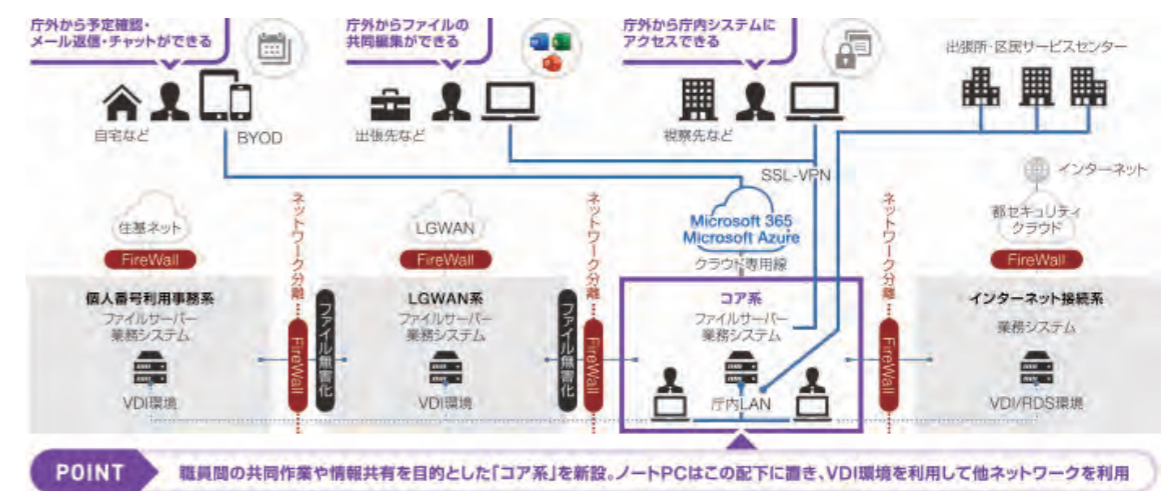 庁外から予定確認・
メール返信・チャットができる
庁外からファイルの
共同編集ができる
庁外から庁内システムに
アクセスできる
出張所・区民サービスセンター
自宅など
BYOD
出張先など
視察先など
SSL-VPN
インターネット
住基ネット
ネットワーク分離
LGWAN
ネットワーク分離
Microsoft 365
Microsoft Azure
クラウド専用線
ネットワーク分離
都セキュリティ
クラウド
FireWall
FireWall
FireWall
個人番号利用事務系
ファイルサーバー
業務システム
VDI環境
FireWall
ファイル無害化
LGWAN系
ファイルサーバー
業務システム
VDI環境
ファイル無害化
FireWall
コア系
ファイルサーバー
業務システム
庁内LAN
FireWall
インターネット接続系
業務システム
VDI/RDS環境
POINT
職員間の共同作業や情報共有を目的とした「コア系」を新設。ノートPCはこの配下に置き、VDI環境を利用して他ネットワークを利用